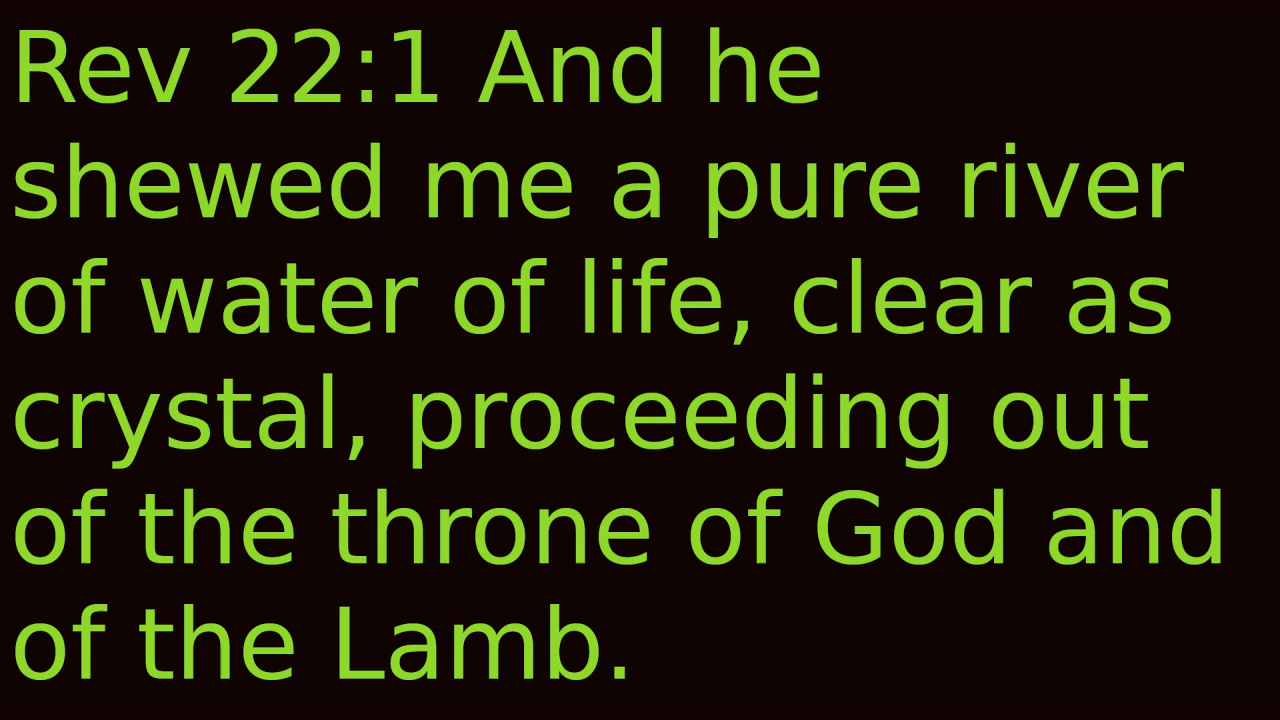 Rev 22:1 And he
shewed me a pure river
of water of life, clear as
crystal, proceeding out
of the throne of God and
of the Lamb.